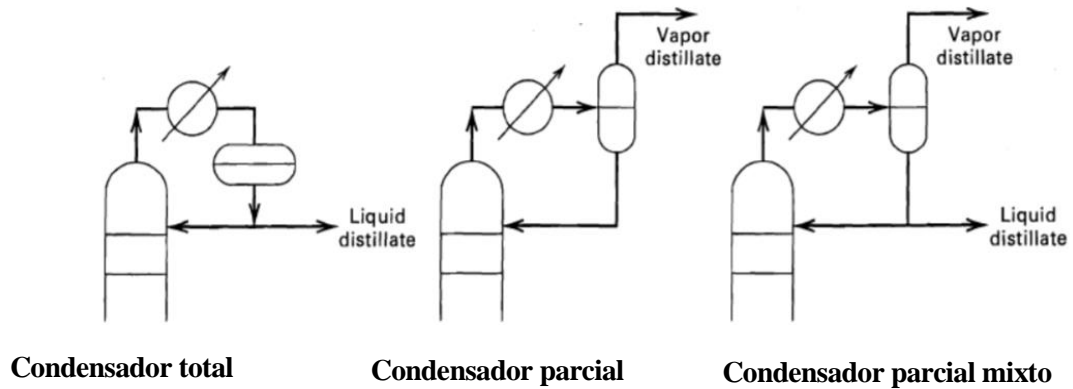 Vapor
distillate
Vapor
distillate
Liquid
distillate
Liquid
distillate
Condensador total
Condensador parcial
Condensador parcial mixto